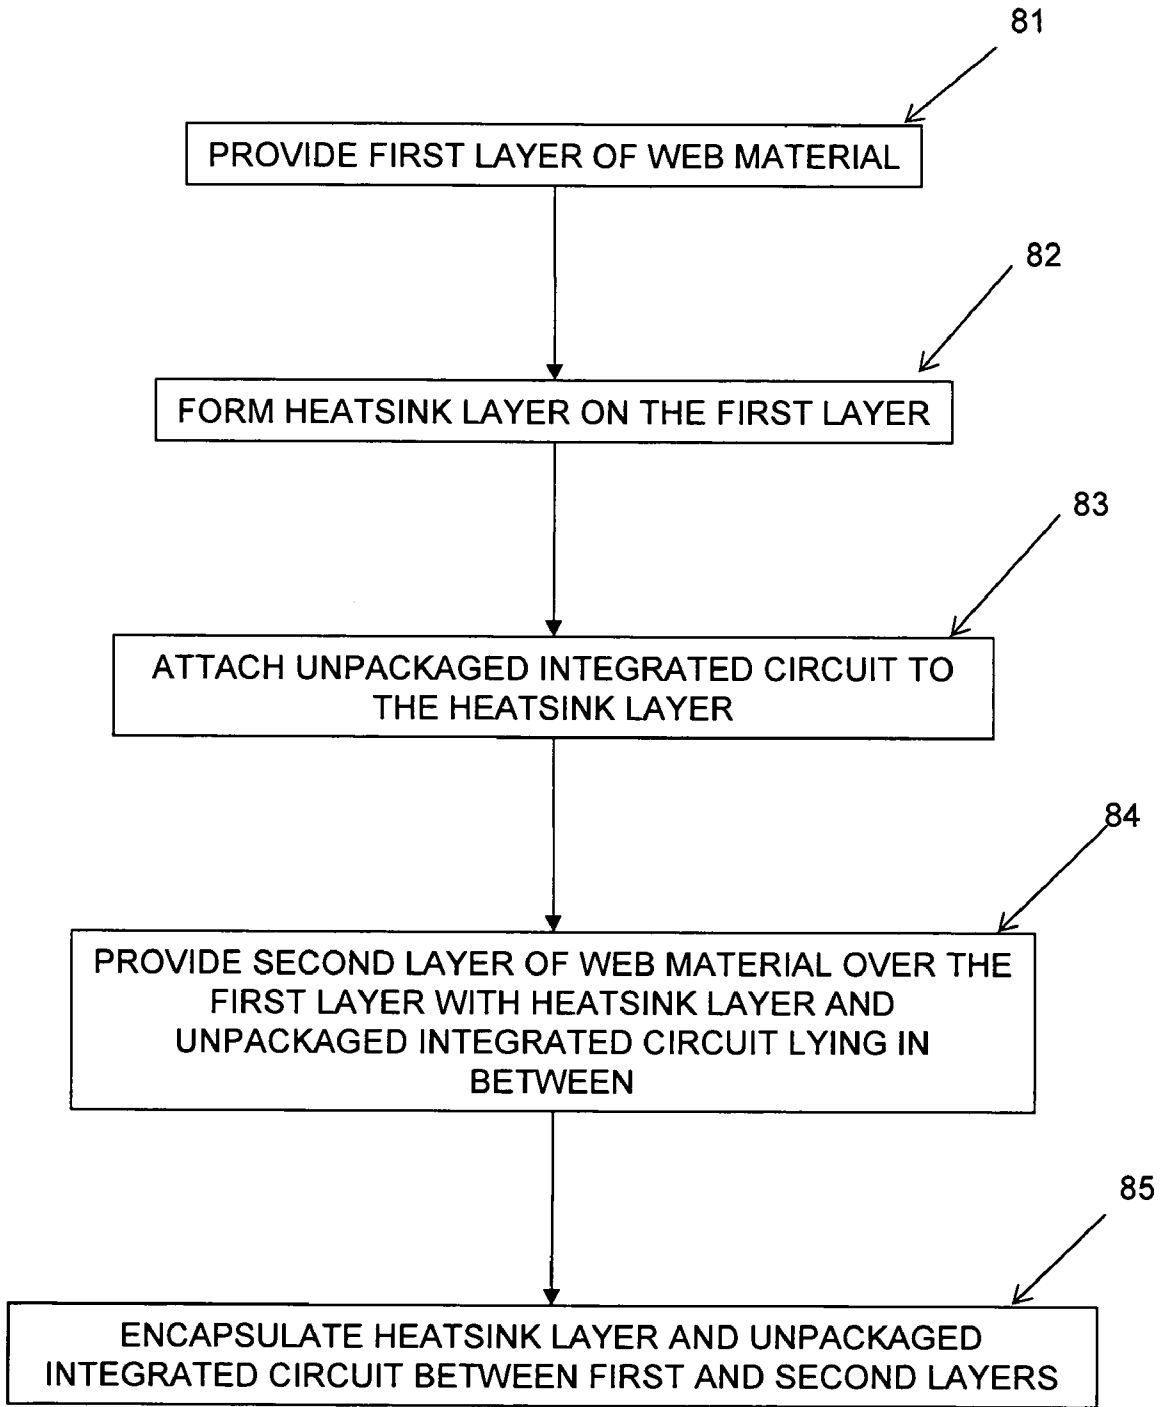 81
PROVIDE FIRST LAYER OF WEB MATERIAL
82
FORM HEATSINK LAYER ON THE FIRST LAYER
83
ATTACH UNPACKAGED INTEGRATED CIRCUIT TO
THE HEATSINK LAYER
84
PROVIDE SECOND LAYER OF WEB MATERIAL OVER THE
FIRST LAYER WITH HEATSINK LAYER AND
UNPACKAGED INTEGRATED CIRCUIT LYING IN
BETWEEN
85
ENCAPSULATE HEATSINK LAYER AND UNPACKAGED
INTEGRATED CIRCUIT BETWEEN FIRST AND SECOND LAYERS